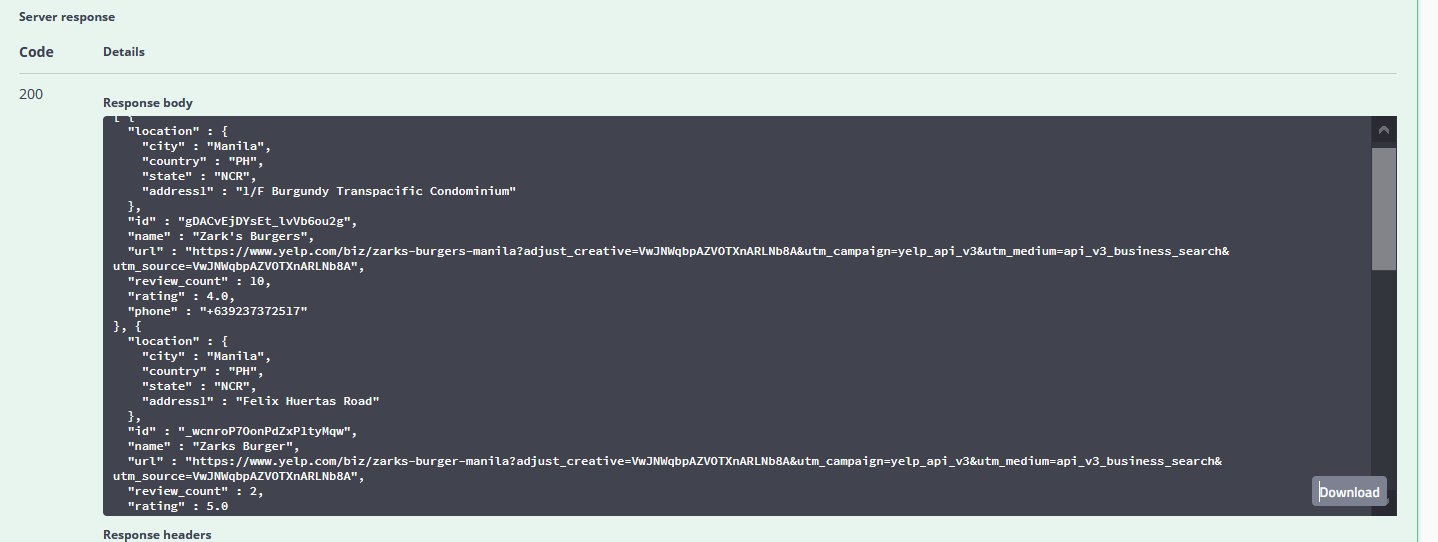 Server response
Code Details
200
Response body
[ {
"location" : {
"city" : "Manila",
"country" : "PH",
"state" : "NCR",
"address1" : "1/F Burgundy Transpacific Condominium"
},
"id" : "gDACvEjDYsEt_lvVb6ou2g",
"name" : "Zark's Burgers",
"url" : "https://www.yelp.com/biz/zarks-burgers-manila?adjust_creative=VwJNWqbpAZVOTXnARLNb8A&utm_campaign=yelp_api_v3&utm_medium=api_v3_business_search&
utm_source=VwJNWqbpAZVOTXnARLNb8A",
"review_count" : 10,
"rating" : 4.0,
"phone" : "+639237372517"
}, {
"location" : {
"city" : "Manila",
"country" : "PH",
"state" : "NCR",
"address1" : "Felix Huertas Road"
},
"id" : "_wcnroP7OonPdZxPltyMqw",
"name" : "Zarks Burger",
"url" : "https://www.yelp.com/biz/zarks-burger-manila?adjust_creative=VwJNWqbpAZVOTXnARLNb8A&utm_campaign=yelp_api_v3&utm_medium=api_v3_business_search&
utm_source=VwJNWqbpAZVOTXnARLNb8A",
"review_count" : 2,
"rating" : 5.0
Download
Response headers